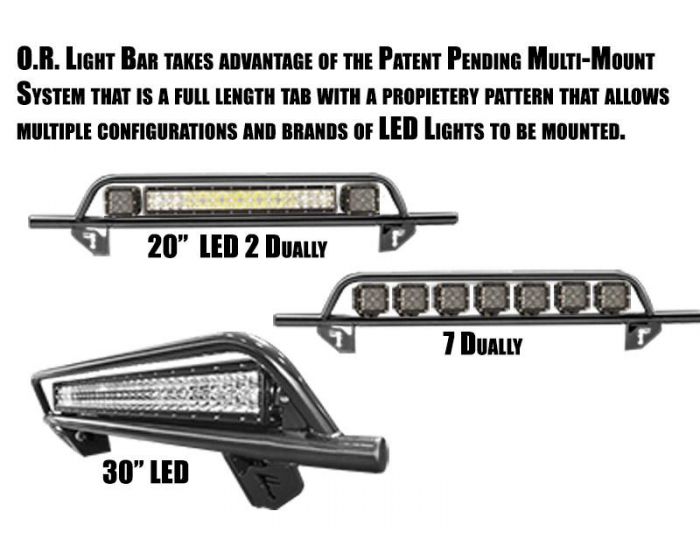 O.R. Light Bar takes advantage of the Patent Pending Multi-Mount
System that is a full length tab with a propietery pattern that allows
multiple configurations and brands of LED Lights to be mounted.
20” LED 2 Dually
7 Dually
30” LED